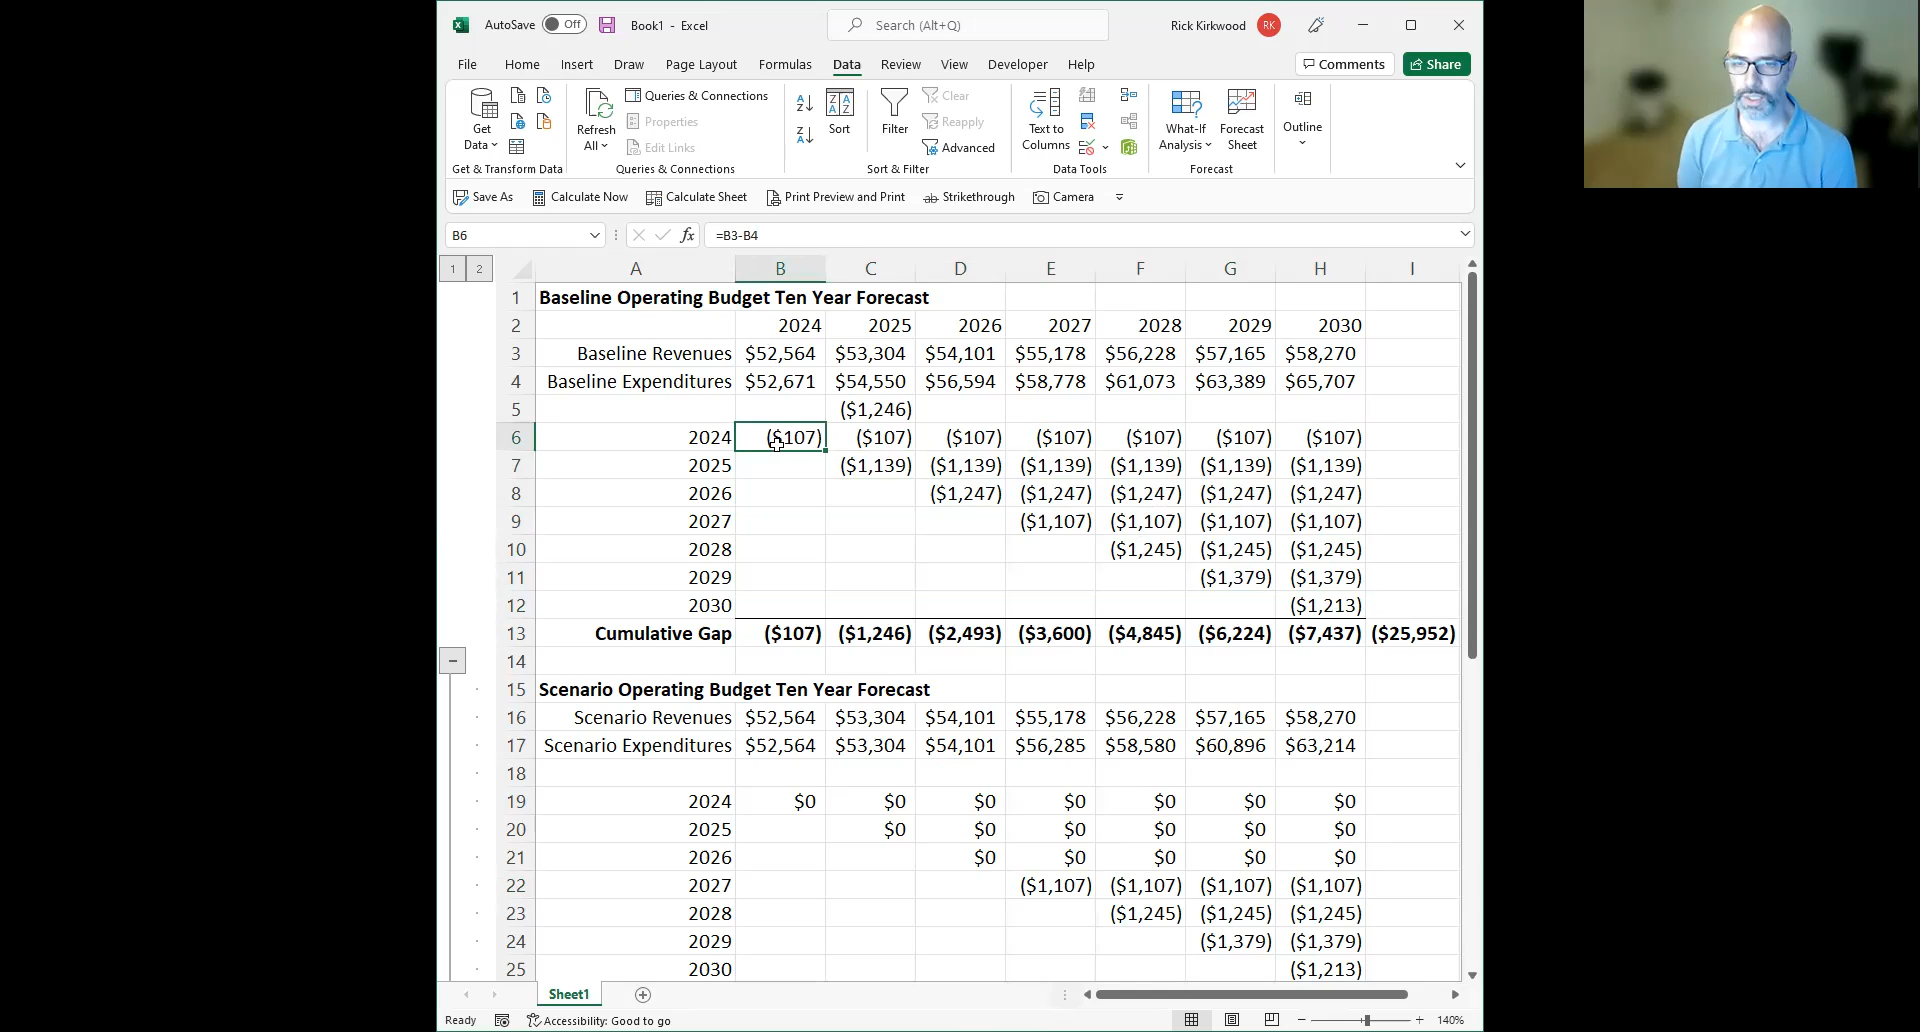 AutoSave Off Book1 - Excel Search (Alt+Q) Rick Kirkwood RK
File Home Insert Draw Page Layout Formulas Data Review View Developer Help Comments Share
Get Data
Get & Transform Data
Refresh All
Queries & Connections
Properties
Edit Links
Queries & Connections
Sort
Filter
Clear
Reapply
Advanced
Sort & Filter
Text to Columns
Data Tools
What-If Analysis
Forecast Sheet
Forecast
Outline
Save As Calculate Now Calculate Sheet Print Preview and Print Strikethrough Camera
B6 fx =B3-B4
1 2 A B C D E F G H I
1 Baseline Operating Budget Ten Year Forecast
2 2024 2025 2026 2027 2028 2029 2030
3 Baseline Revenues $52,564 $53,304 $54,101 $55,178 $56,228 $57,165 $58,270
4 Baseline Expenditures $52,671 $54,550 $56,594 $58,778 $61,073 $63,389 $65,707
5 ($1,246)
6 2024 ($107) ($107) ($107) ($107) ($107) ($107) ($107)
7 2025 ($1,139) ($1,139) ($1,139) ($1,139) ($1,139) ($1,139)
8 2026 ($1,247) ($1,247) ($1,247) ($1,247) ($1,247)
9 2027 ($1,107) ($1,107) ($1,107) ($1,107)
10 2028 ($1,245) ($1,245) ($1,245)
11 2029 ($1,379) ($1,379)
12 2030 ($1,213)
13 Cumulative Gap ($107) ($1,246) ($2,493) ($3,600) ($4,845) ($6,224) ($7,437) ($25,952)
14
15 Scenario Operating Budget Ten Year Forecast
16 Scenario Revenues $52,564 $53,304 $54,101 $55,178 $56,228 $57,165 $58,270
17 Scenario Expenditures $52,564 $53,304 $54,101 $56,285 $58,580 $60,896 $63,214
18
19 2024 $0 $0 $0 $0 $0 $0 $0
20 2025 $0 $0 $0 $0 $0 $0
21 2026 $0 $0 $0 $0 $0
22 2027 ($1,107) ($1,107) ($1,107) ($1,107)
23 2028 ($1,245) ($1,245) ($1,245)
24 2029 ($1,379) ($1,379)
25 2030 ($1,213)
Sheet1
Ready Accessibility: Good to go 140%